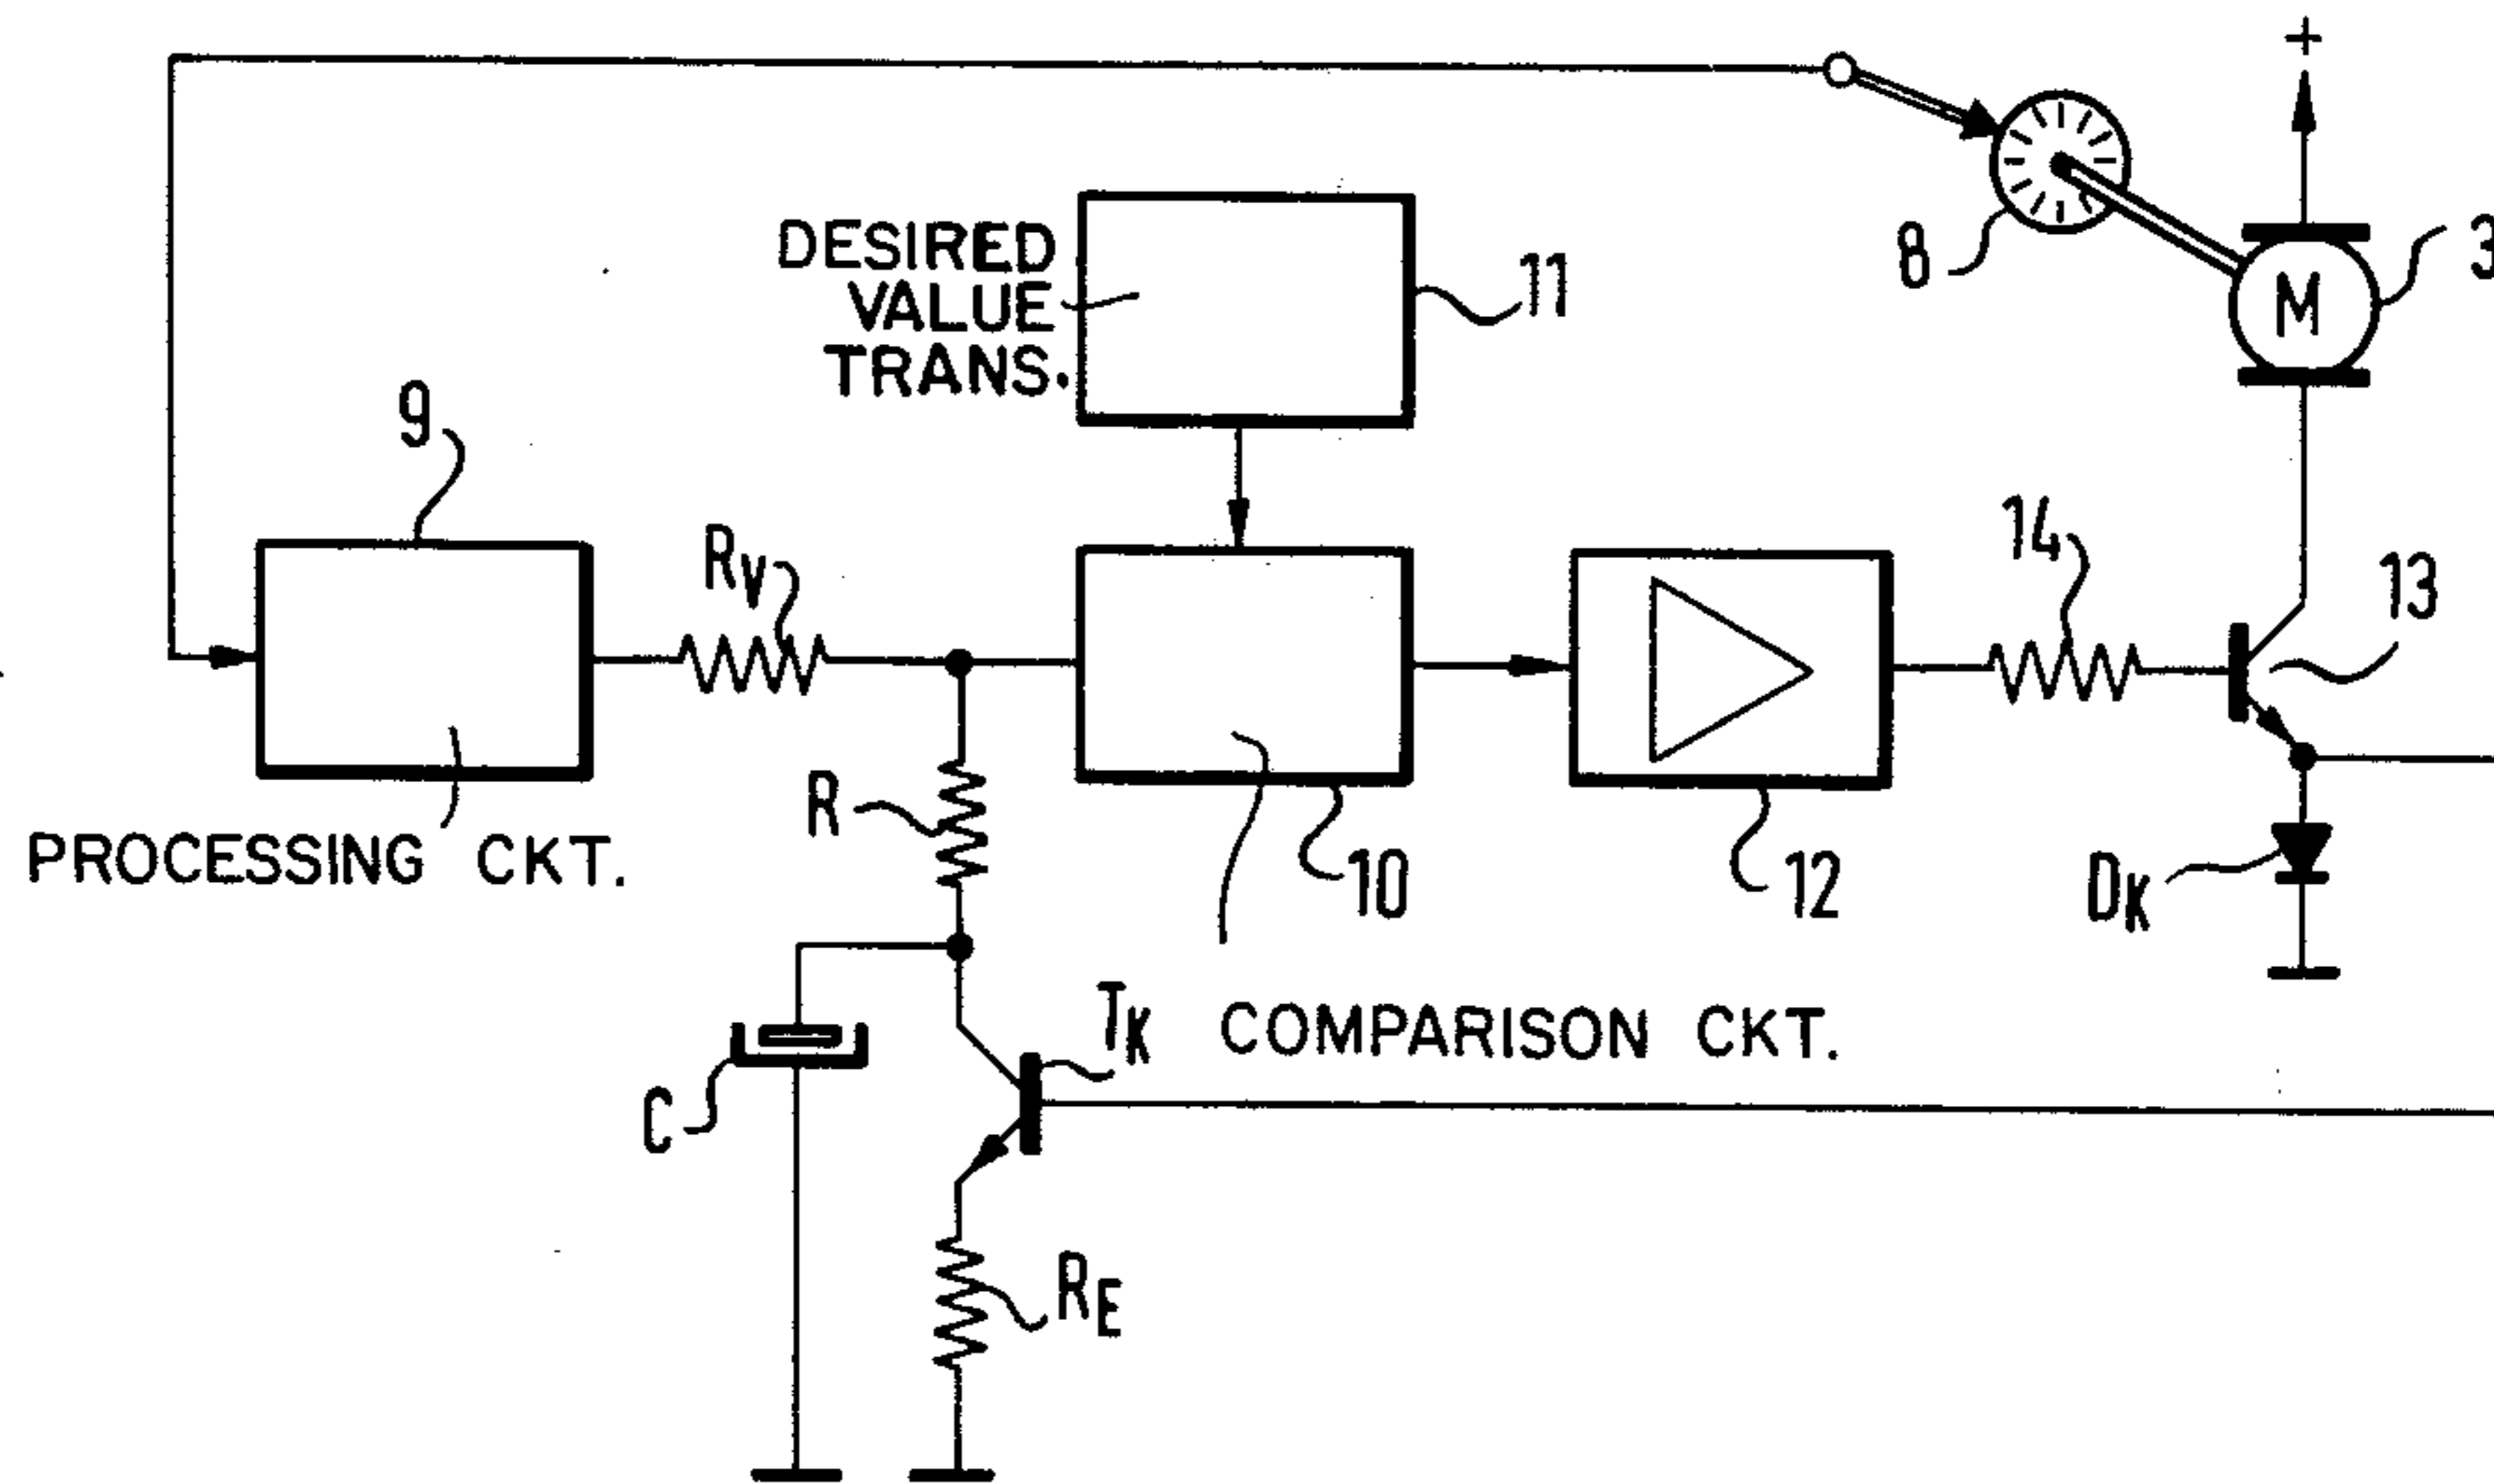 +
DESIRED
VALUE
TRANS.
11
8
M
3
9
RV
14
13
R
10
12
DK
PROCESSING CKT.
TK
COMPARISON CKT.
C
RE